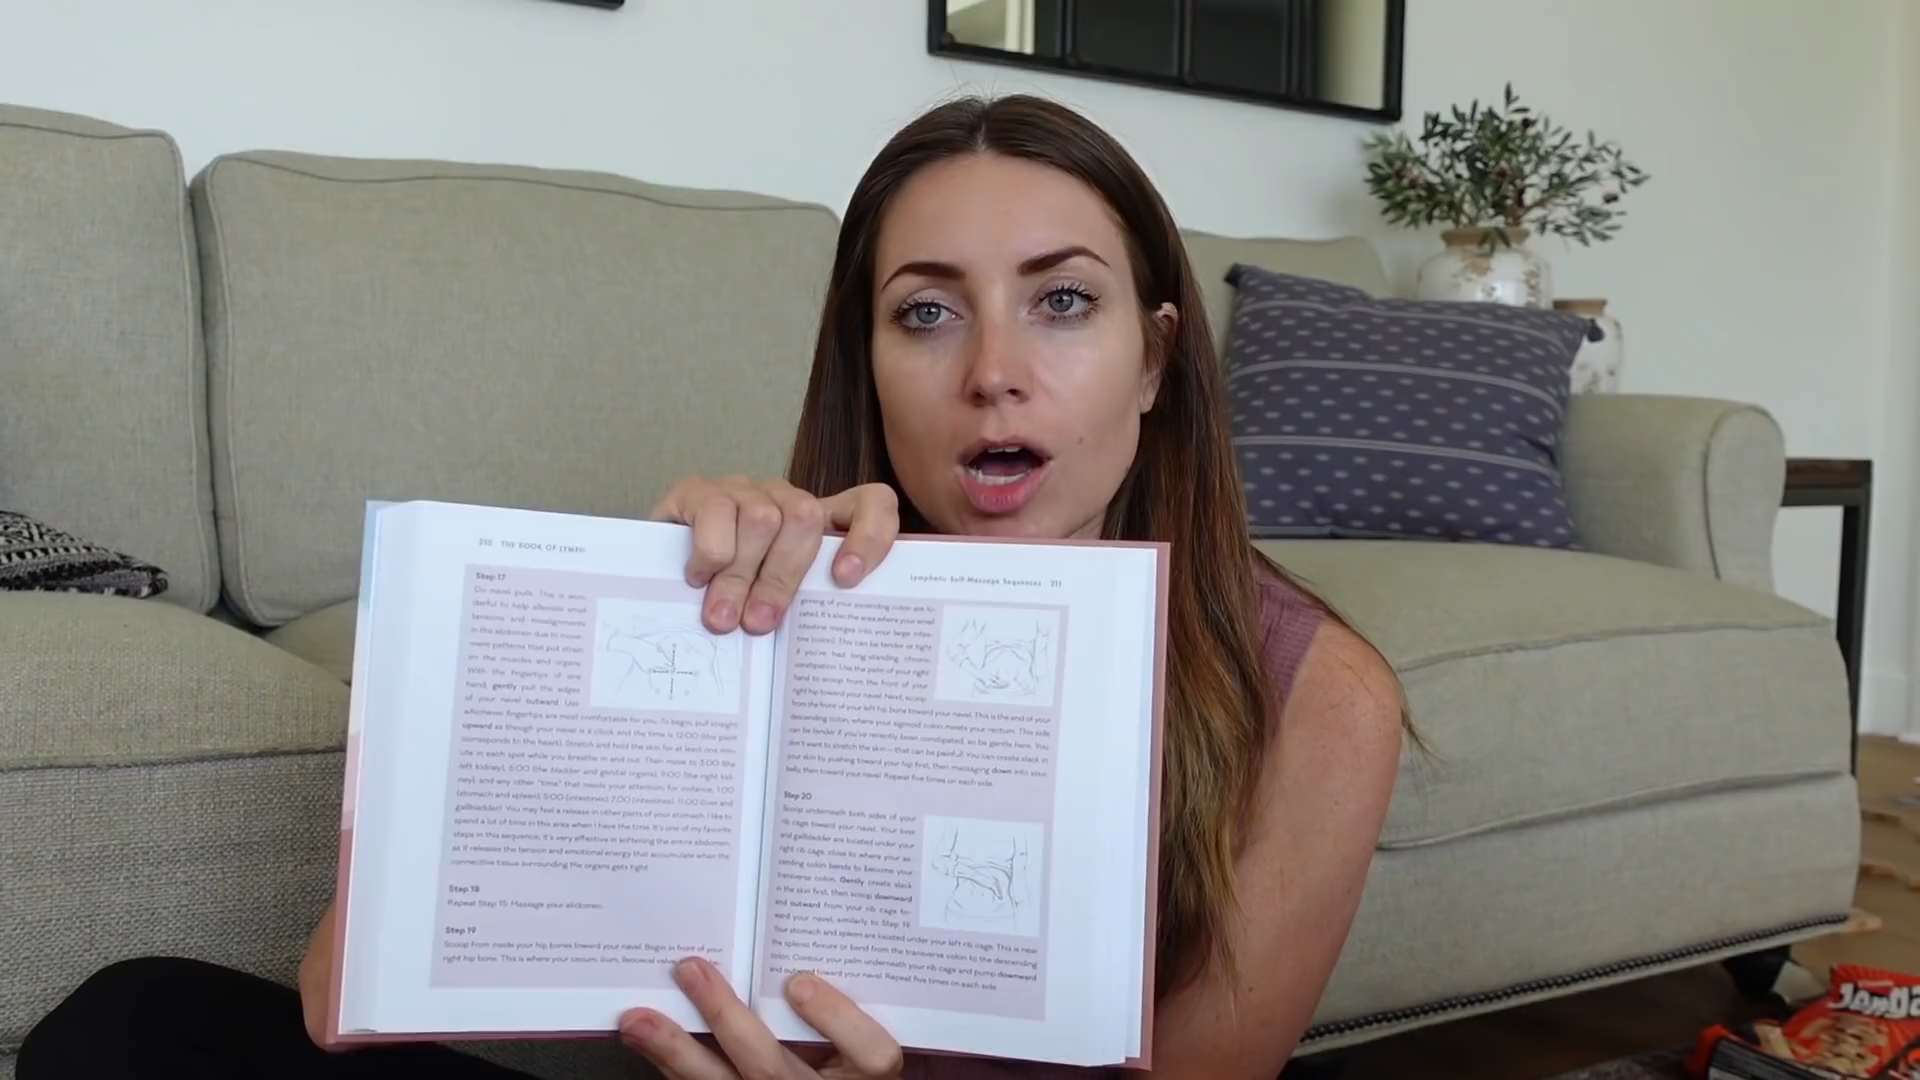 210 THE BOOK OF LYMPH
Step 17
Do navel pulls. This is won-
derful to help alleviate small
tensions and misalignments
in the abdomen due to move-
ment patterns that put strain
on the muscles and organs.
With the fingertips of one
hand, gently pull the edges
of your navel outward. Use
whichever fingertips are most comfortable for you. To begin, pull straight
upward as though your navel is a clock and the time is 12:00 (this point
corresponds to the heart). Stretch and hold the skin for at least one min-
ute in each spot while you breathe in and out. Then move to 3:00 (the
left kidney), 6:00 (the bladder and genital organs), 9:00 (the right kid-
ney), and any other "time" that needs your attention; for instance, 1:00
(stomach and spleen), 5:00 (intestines), 7:00 (intestines), 11:00 (liver and
gallbladder). You may feel a release in other parts of your stomach. I like to
spend a lot of time in this area when I have the time. It's one of my favorite
steps in this sequence; it's very effective in softening the entire abdomen,
as it releases the tension and emotional energy that accumulate when the
connective tissue surrounding the organs gets tight.
Step 18
Repeat Step 15: Massage your abdomen.
Step 19
Scoop from inside your hip bones toward your navel. Begin in front of your
right hip bone. This is where your cecum, ilium, ileocecal valve,
Lymphatic Self-Massage Sequences 211
ginning of your ascending colon are lo-
cated. It's also the area where your small
intestine merges into your large intes-
tine (colon). This can be tender or tight
if you've had long-standing chronic
constipation. Use the palm of your right
hand to scoop from the front of your
right hip toward your navel. Next, scoop
from the front of your left hip bone toward your navel. This is the end of your
descending colon, where your sigmoid colon meets your rectum. This side
can be tender if you've recently been constipated, so be gentle here. You
don't want to stretch the skin—that can be painful! You can create slack in
your skin by pushing toward your hip first, then massaging down into your
belly, then toward your navel. Repeat five times on each side.
Step 20
Scoop underneath both sides of your
rib cage toward your navel. Your liver
and gallbladder are located under your
right rib cage, close to where your as-
cending colon bends to become your
transverse colon. Gently create slack
in the skin first, then scoop downward
and outward from your rib cage to-
ward your navel, similarly to Step 19.
Your stomach and spleen are located under your left rib cage. This is near
the splenic flexure or bend from the transverse colon to the descending
colon. Contour your palm underneath your rib cage and pump downward
and outward toward your navel. Repeat five times on each side.